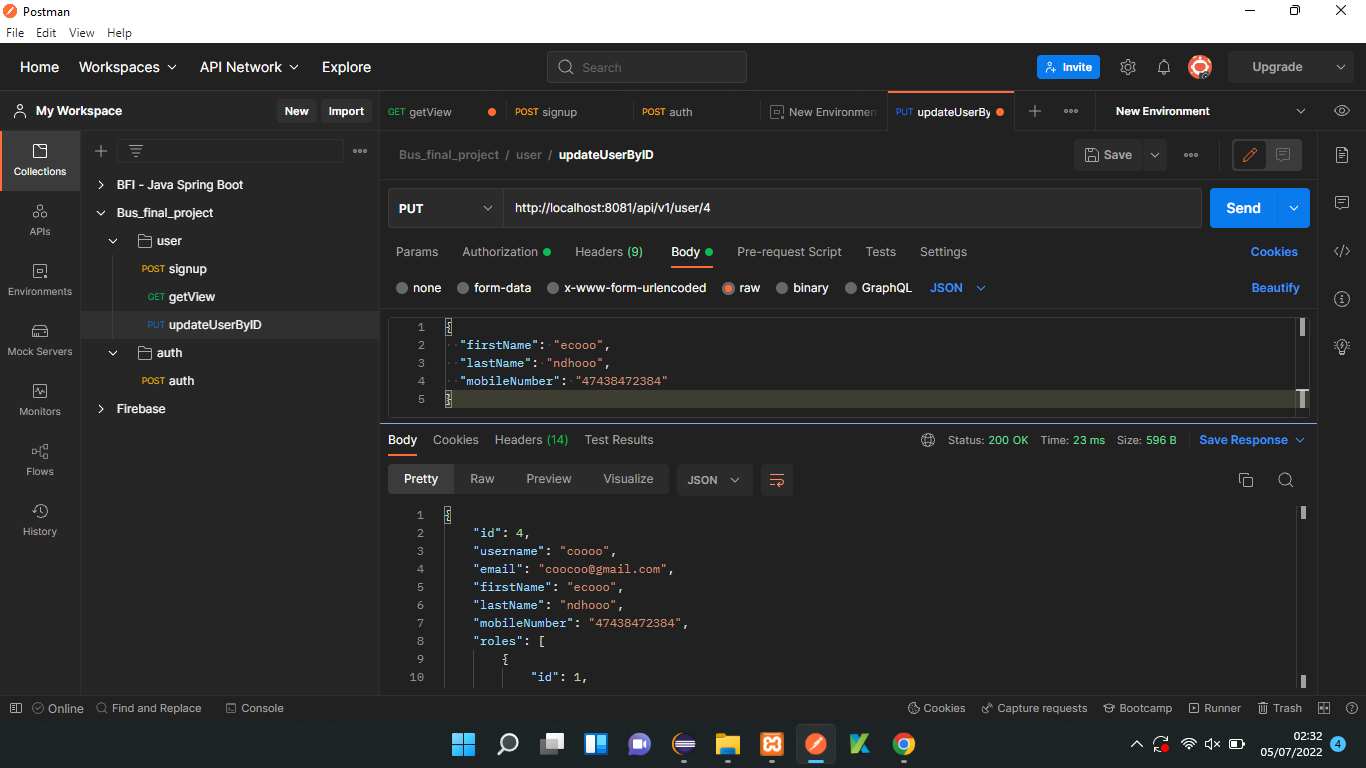 Postman
File Edit View Help
Home Workspaces API Network Explore Search Invite Upgrade
My Workspace New Import
GET getView POST signup POST auth New Environmen PUT updateUserBy New Environment
Bus_final_project / user / updateUserByID Save
Collections
APIs
Environments
Mock Servers
Monitors
Flows
History
BFI - Java Spring Boot
Bus_final_project
user
POST signup
GET getView
PUT updateUserByID
auth
POST auth
Firebase
PUT http://localhost:8081/api/v1/user/4 Send
Params Authorization Headers (9) Body Pre-request Script Tests Settings Cookies
none form-data x-www-form-urlencoded raw binary GraphQL JSON Beautify
1 {
2 "firstName": "ecooo",
3 "lastName": "ndhooo",
4 "mobileNumber": "47438472384"
5 }
Body Cookies Headers (14) Test Results Status: 200 OK Time: 23 ms Size: 596 B Save Response
Pretty Raw Preview Visualize JSON
1 {
2 "id": 4,
3 "username": "coooo",
4 "email": "coocoo@gmail.com",
5 "firstName": "ecooo",
6 "lastName": "ndhooo",
7 "mobileNumber": "47438472384",
8 "roles": [
9 {
10 "id": 1,
Online Find and Replace Console Cookies Capture requests Bootcamp Runner Trash
02:32
05/07/2022 4